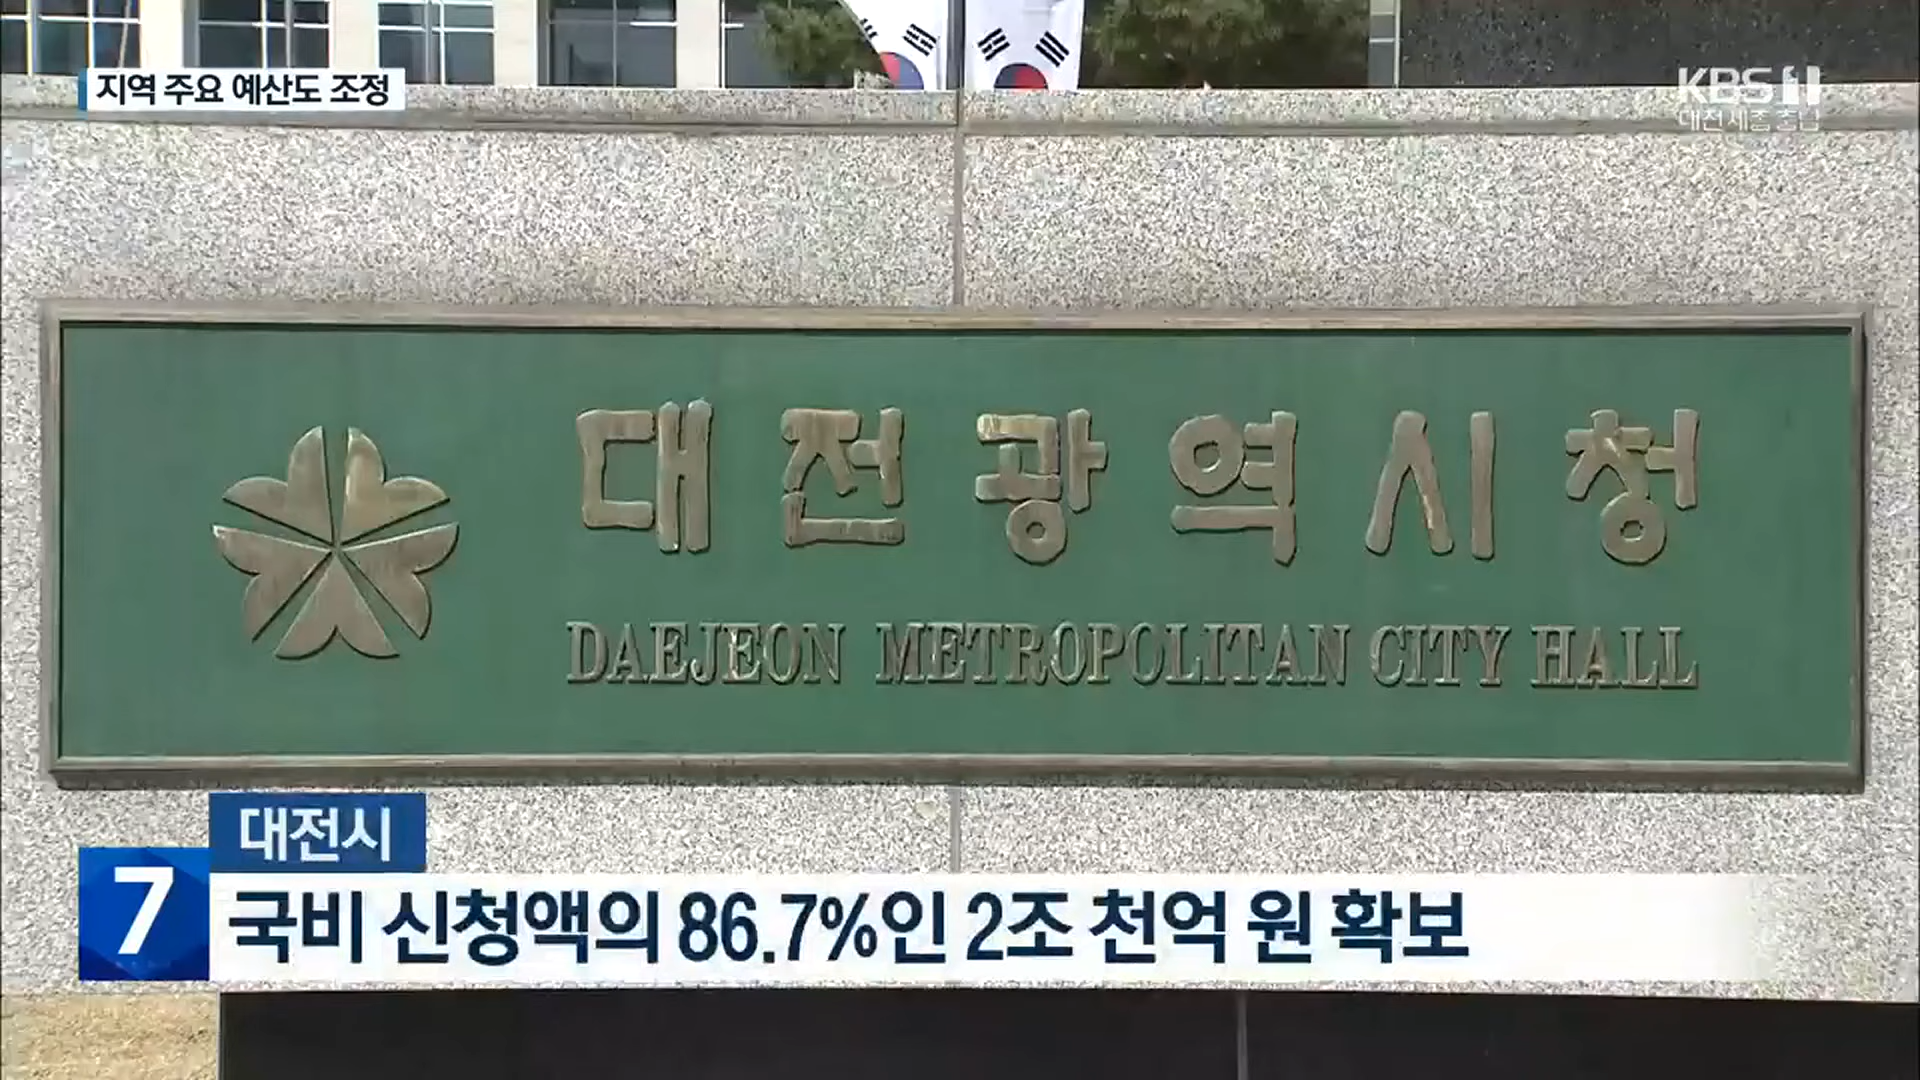 지역 주요 예산도 조정
KBS 1
대전 세종 충남
대전광역시청
DAEJEON METROPOLITAN CITY HALL
대전시
7
국비 신청액의 86.7%인 2조 천억 원 확보